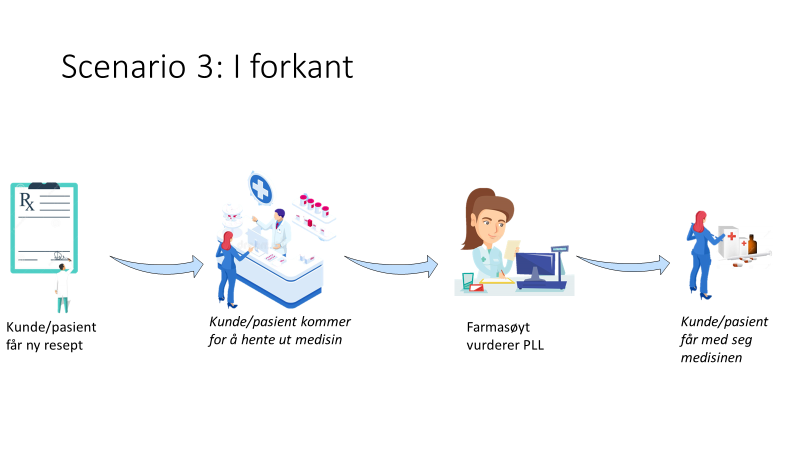 Scenario 3: I forkant
Rx
Kunde/pasient
får ny resept
Kunde/pasient kommer
for å hente ut medisin
Farmasøyt
vurderer PLL
Kunde/pasient
får med seg
medisinen